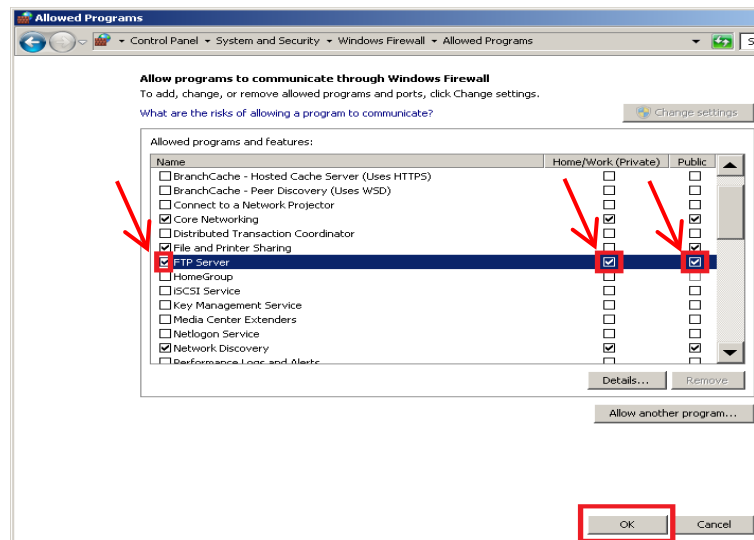 Allowed Programs
Control Panel System and Security Windows Firewall Allowed Programs S
Allow programs to communicate through Windows Firewall
To add, change, or remove allowed programs and ports, click Change settings.
What are the risks of allowing a program to communicate?
Change settings
Allowed programs and features:
Name Home/Work (Private) Public
BranchCache - Hosted Cache Server (Uses HTTPS)
BranchCache - Peer Discovery (Uses WSD)
Connect to a Network Projector
Core Networking
Distributed Transaction Coordinator
File and Printer Sharing
FTP Server
HomeGroup
iSCSI Service
Key Management Service
Media Center Extenders
Netlogon Service
Network Discovery
Performance Logs and Alerts
Details... Remove
Allow another program...
OK Cancel